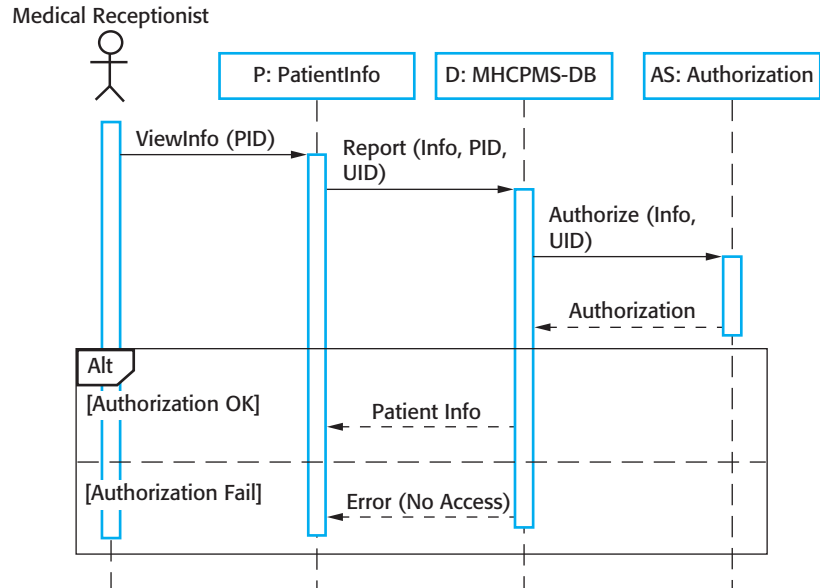 Medical Receptionist
P: PatientInfo
D: MHCPMS-DB
AS: Authorization
ViewInfo (PID)
Report (Info, PID,
UID)
Authorize (Info,
UID)
Authorization
Alt
[Authorization OK]
Patient Info
[Authorization Fail]
Error (No Access)